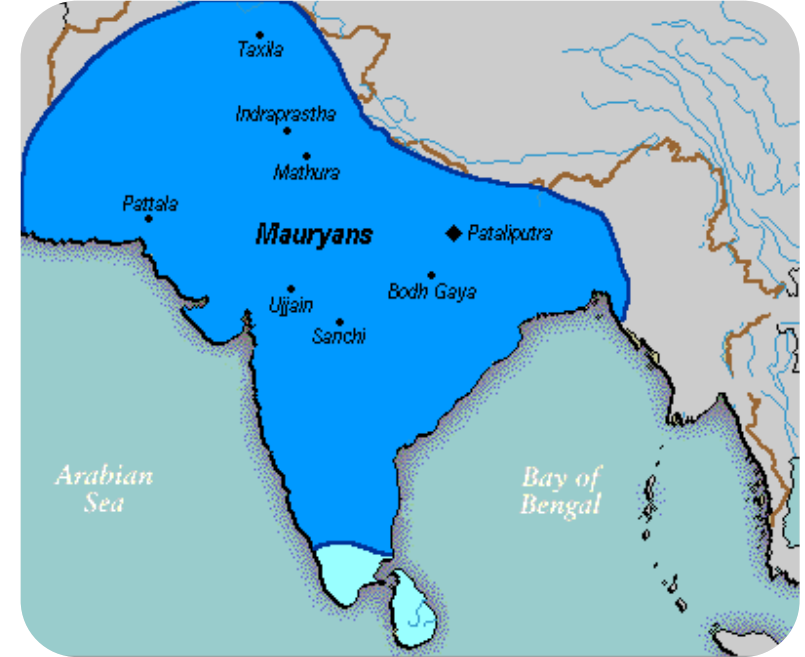 Taxila
Indraprastha
Mathura
Pattala
Mauryans
Pataliputra
Bodh Gaya
Ujjain
Sanchi
Arabian
Sea
Bay of
Bengal